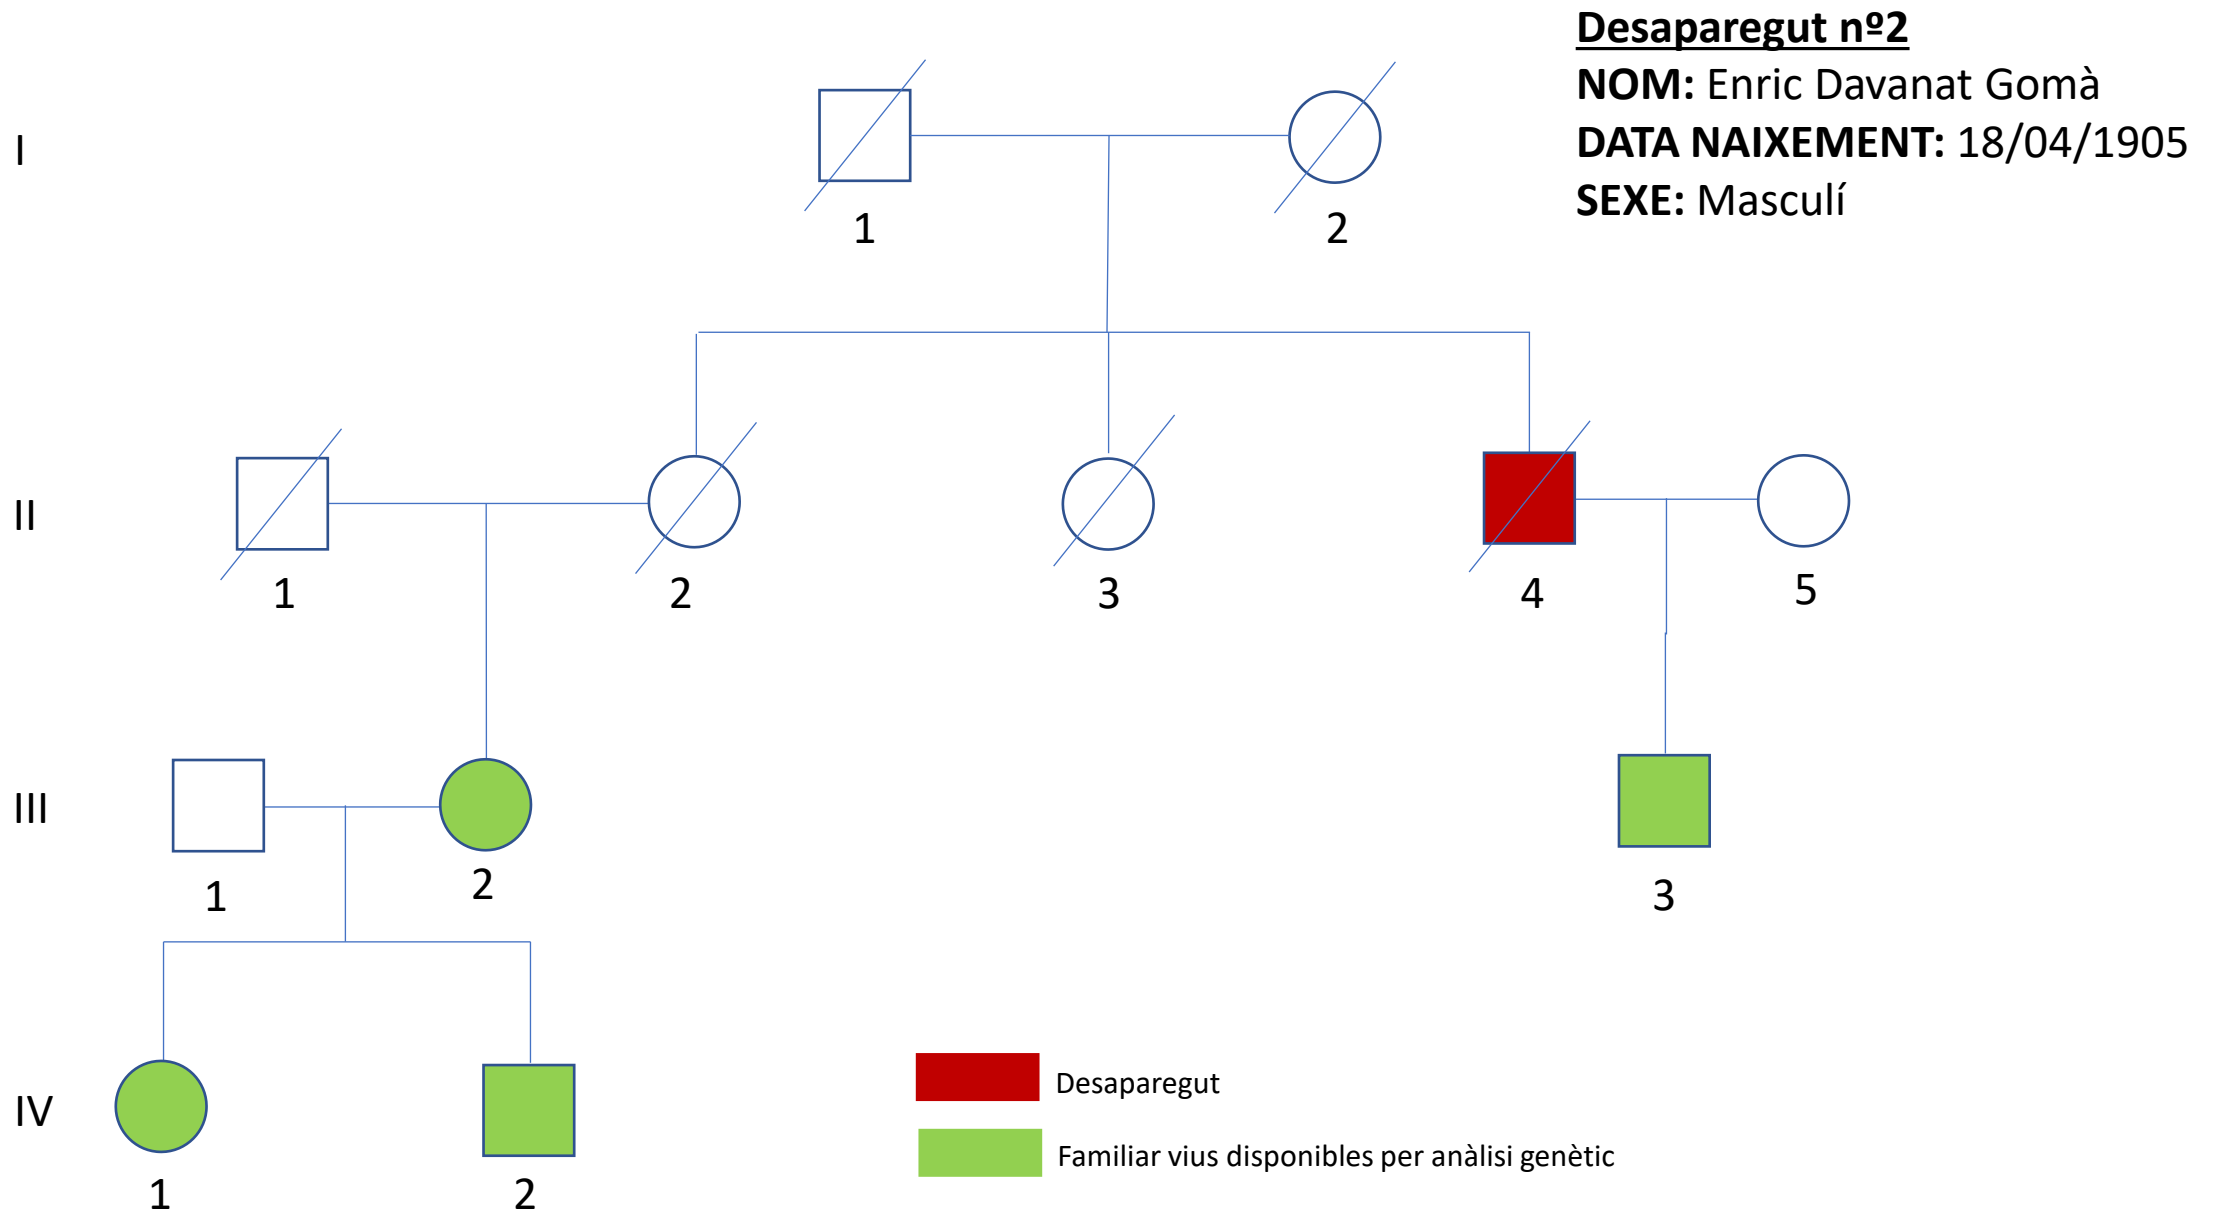 Desaparegut nº2
NOM: Enric Davanat Gomà
DATA NAIXEMENT: 18/04/1905
SEXE: Masculí
I
1 2
II
1 2 3 4 5
III
1 2 3
IV
1 2
Desaparegut
Familiar vius disponibles per anàlisi genètic